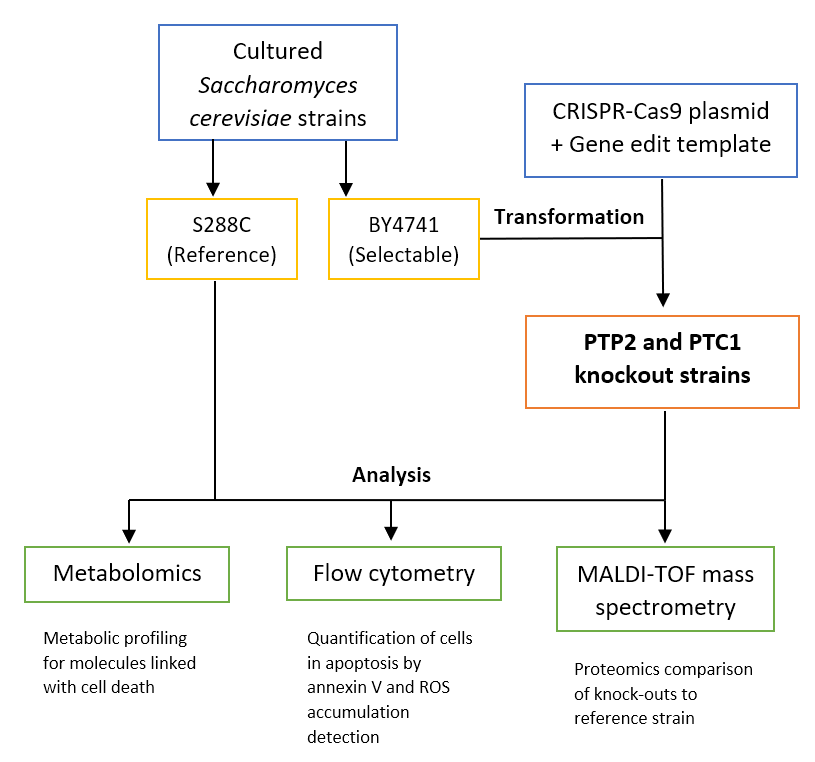 Cultured
Saccharomyces
cerevisiae strains
CRISPR-Cas9 plasmid
+ Gene edit template
S288C
(Reference)
BY4741
(Selectable)
Transformation
PTP2 and PTC1
knockout strains
Analysis
Metabolomics
Flow cytometry
MALDI-TOF mass
spectrometry
Metabolic profiling
for molecules linked
with cell death
Quantification of cells
in apoptosis by
annexin V and ROS
accumulation
detection
Proteomics comparison
of knock-outs to
reference strain